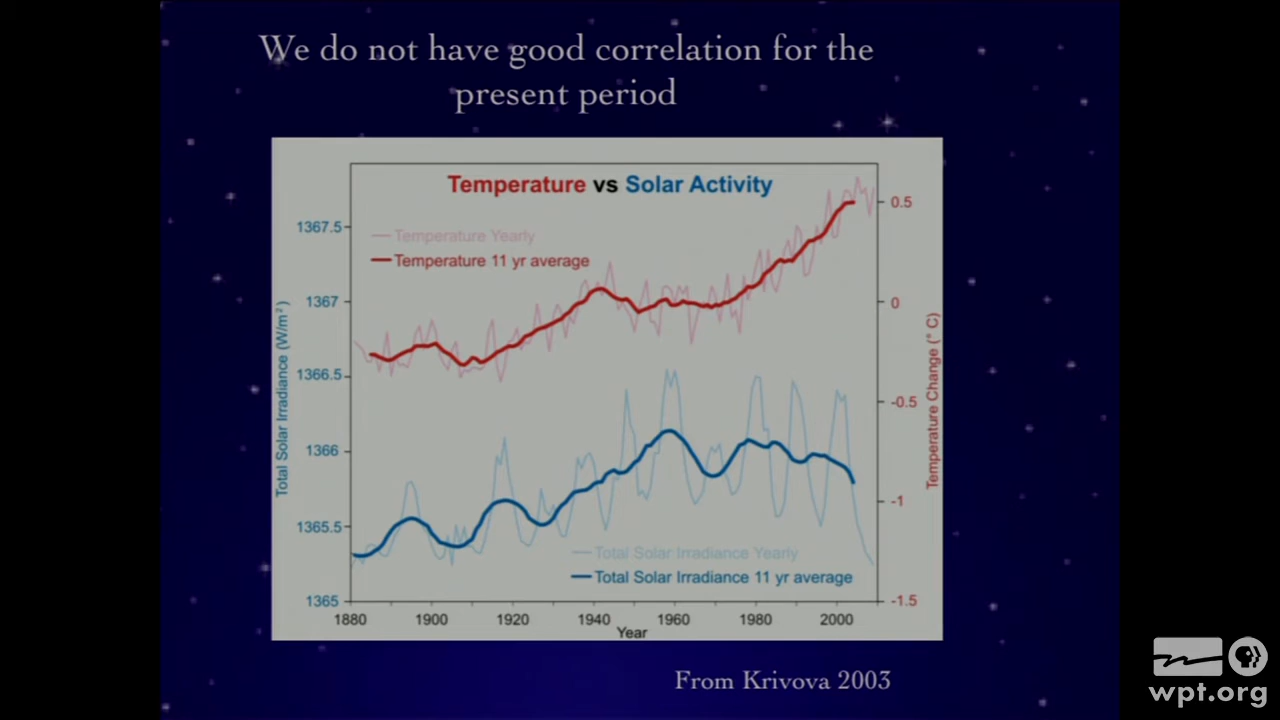 We do not have good correlation for the
present period
Temperature vs Solar Activity
Temperature Yearly
Temperature 11 yr average
1367.5
1367
1366.5
1366
1365.5
1365
Total Solar Irradiance (W/m²)
0.5
0
-0.5
-1
-1.5
Temperature Change (° C)
Total Solar Irradiance Yearly
Total Solar Irradiance 11 yr average
1880 1900 1920 1940 1960 1980 2000
Year
From Krivova 2003
PBS wpt.org